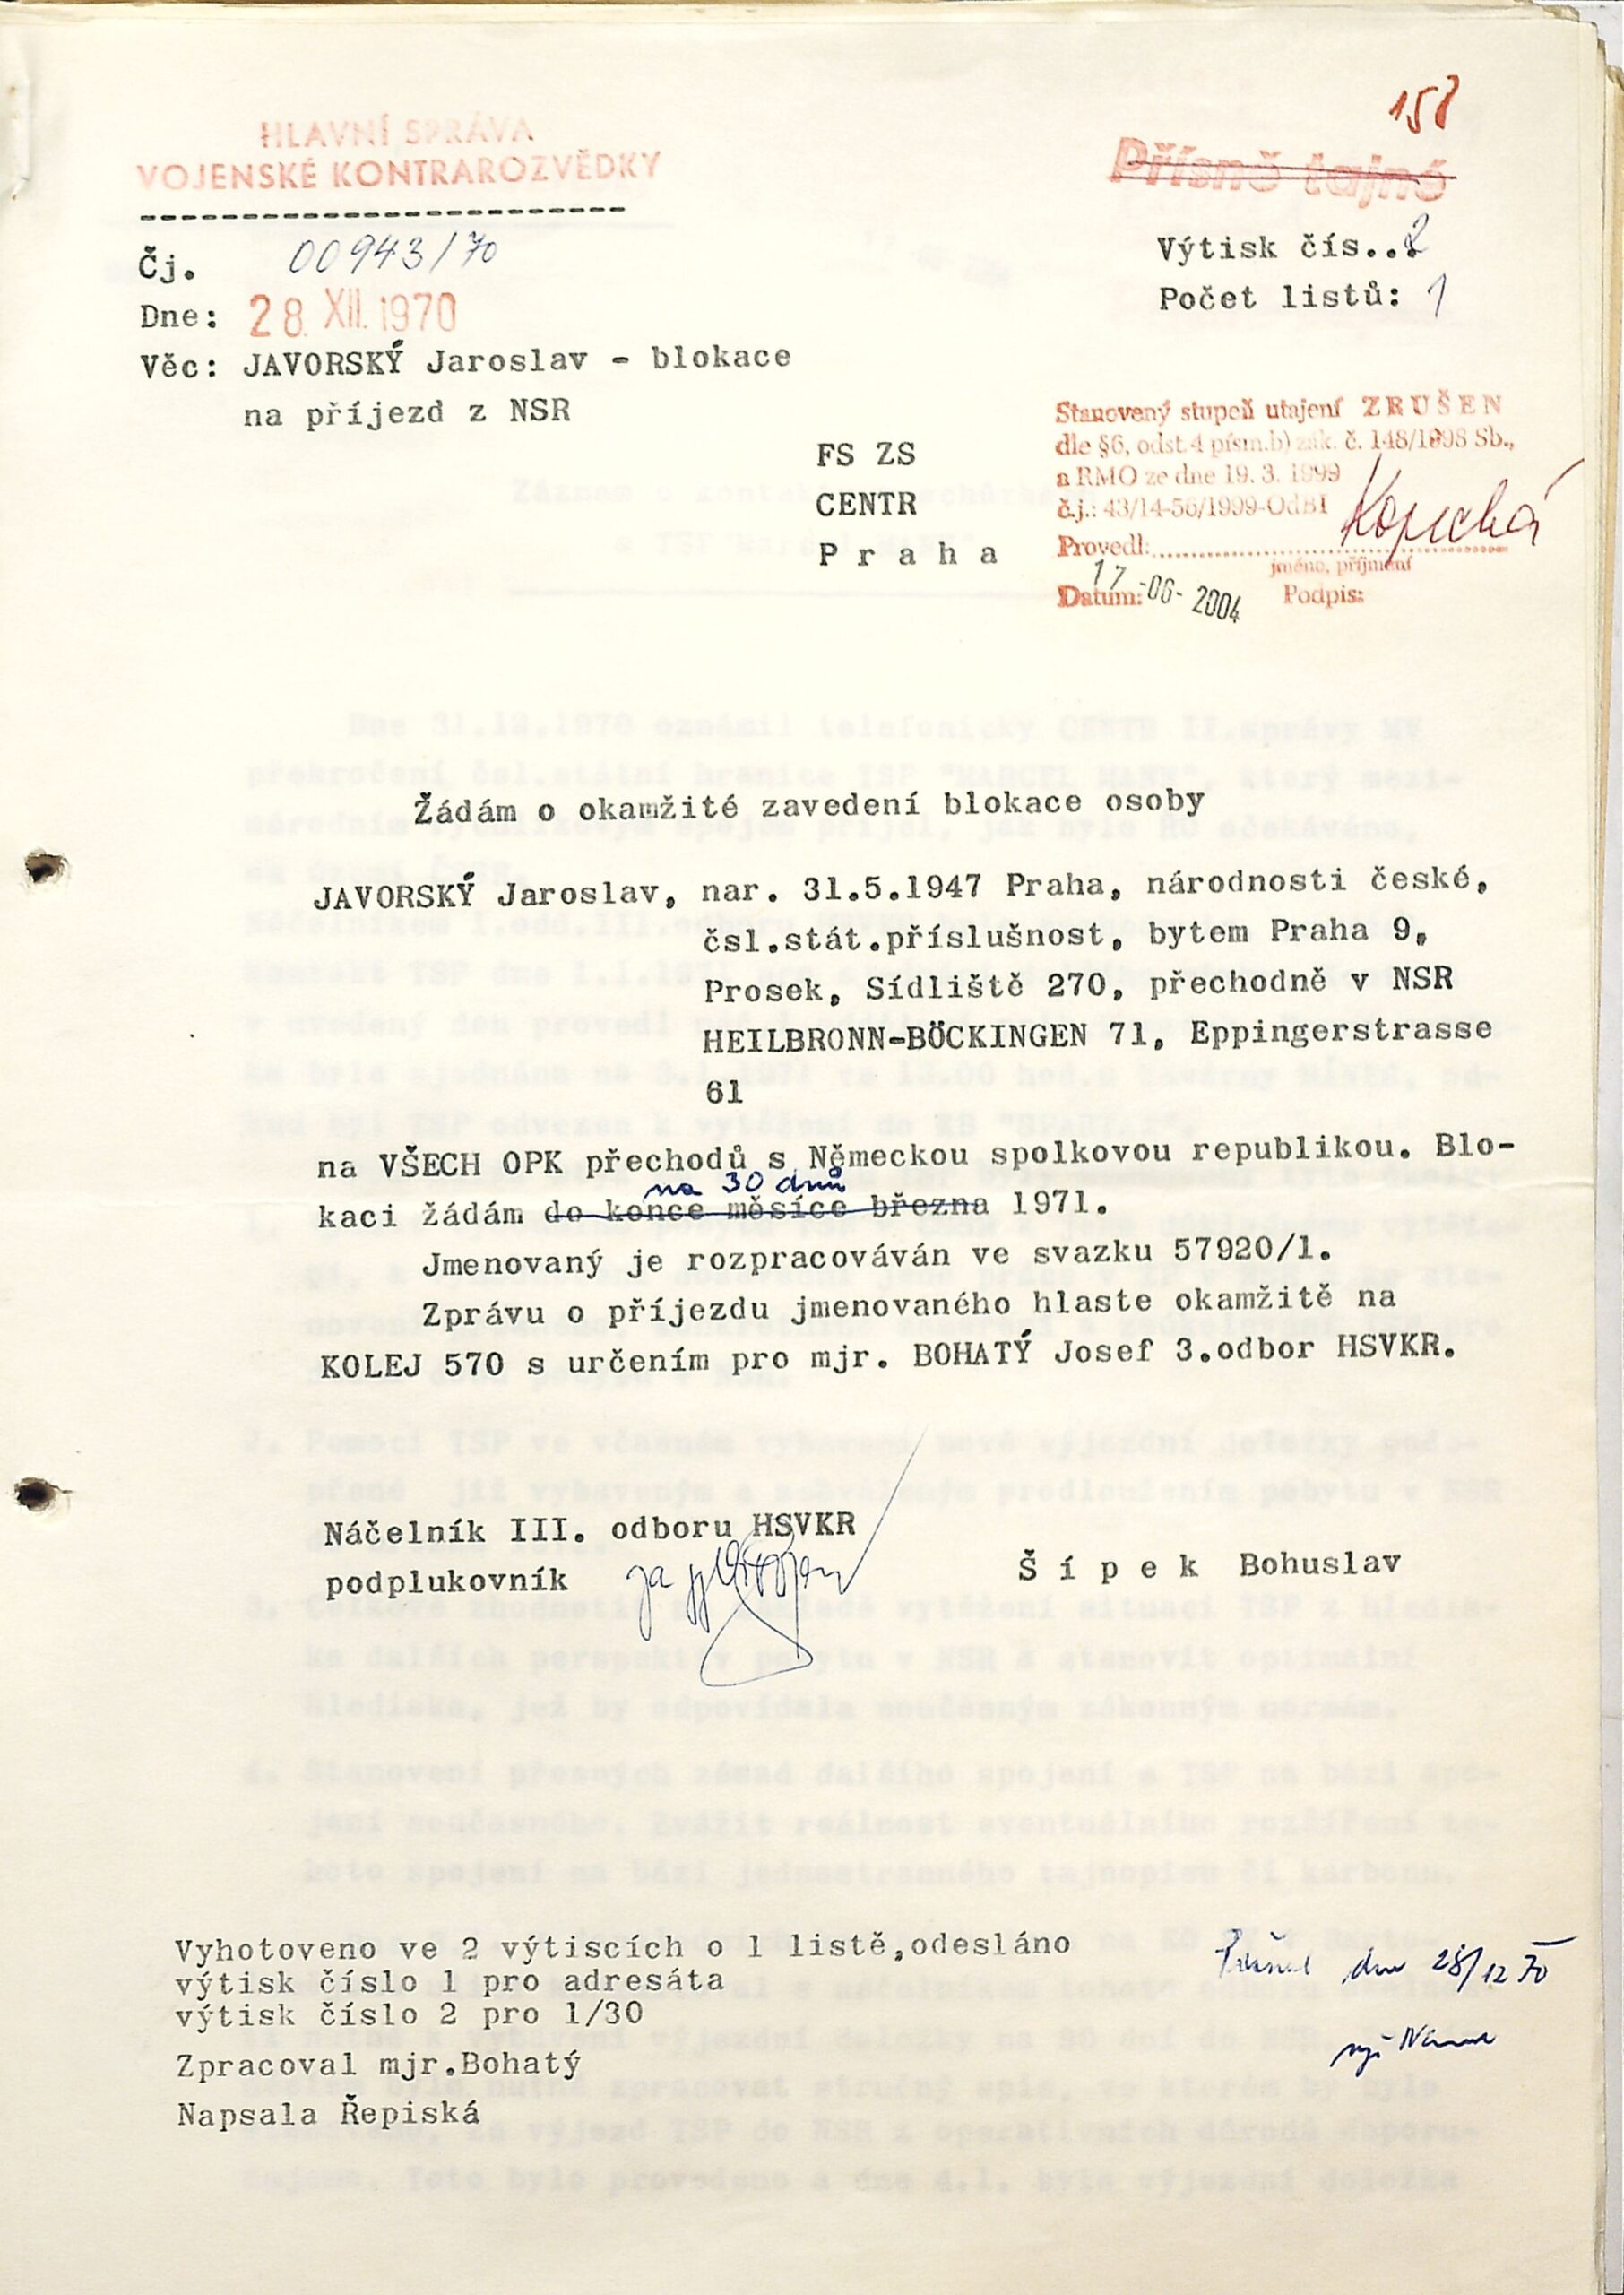 158
HLAVNÍ SPRÁVA
VOJENSKÉ KONTRAROZVĚDKY
Přísně tajné
Čj. 00943/70
Výtisk čís..2
Dne: 28. XII. 1970
Počet listů: 1
Věc: JAVORSKÝ Jaroslav - blokace
na příjezd z NSR
FS ZS
CENTR
P r a h a
Stanovený stupeň utajení ZRUŠEN
dle §6, odst.4 písm.b) zák. č. 148/1998 Sb.,
a RMO ze dne 19. 3. 1999
č.j.: 43/14-56/1999-OdBI
Provedl:
jméno, příjmení
Datum: 17-06-2004 Podpis:
Žádám o okamžité zavedení blokace osoby
JAVORSKÝ Jaroslav, nar. 31.5.1947 Praha, národnosti české,
čsl.stát.příslušnost, bytem Praha 9,
Prosek, Sídliště 270, přechodně v NSR
HEILBRONN-BÖCKINGEN 71, Eppingerstrasse
61
na VŠECH OPK přechodů s Německou spolkovou republikou. Blo-
na 30 dnů
kaci žádám do konce měsíce března 1971.
Jmenovaný je rozpracováván ve svazku 57920/1.
Zprávu o příjezdu jmenovaného hlaste okamžitě na
KOLEJ 570 s určením pro mjr. BOHATÝ Josef 3.odbor HSVKR.
Náčelník III. odboru HSVKR
podplukovník
Š í p e k Bohuslav
Vyhotoveno ve 2 výtiscích o 1 listě,odesláno
výtisk číslo 1 pro adresáta
výtisk číslo 2 pro 1/30
Zpracoval mjr.Bohatý
Napsala Řepiská
dne 28/12 70